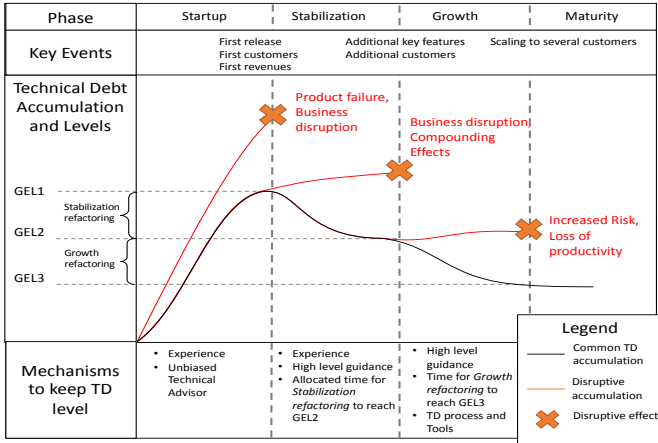 Phase
Startup
Stabilization
Growth
Maturity
Key Events
First release
First customers
First revenues
Additional key features
Additional customers
Scaling to several customers
Technical Debt
Accumulation
and Levels
Product failure,
Business
disruption
Business disruption,
Compounding
Effects
GEL1
Stabilization
refactoring
GEL2
Growth
refactoring
GEL3
Increased Risk,
Loss of
productivity
Mechanisms
to keep TD
level
• Experience
• Unbiased
Technical
Advisor
• Experience
• High level guidance
• Allocated time for
Stabilization
refactoring to reach
GEL2
• High level
guidance
• Time for Growth
refactoring to
reach GEL3
• TD process and
Tools
Legend
Common TD
accumulation
Disruptive
accumulation
Disruptive effect